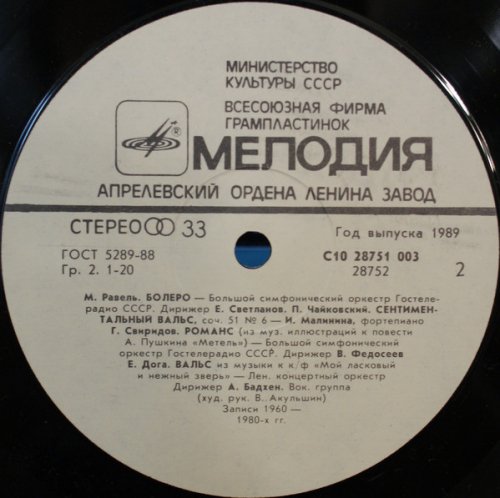 МИНИСТЕРСТВО
КУЛЬТУРЫ СССР
ВСЕСОЮЗНАЯ ФИРМА
ГРАМПЛАСТИНОК
®
МЕЛОДИЯ
АПРЕЛЕВСКИЙ ОРДЕНА ЛЕНИНА ЗАВОД
СТЕРЕО 33
Год выпуска 1989
ГОСТ 5289-88
С10 28751 003
Гр. 2. 1-20
28752
2
М. Равель. БОЛЕРО — Большой симфонический оркестр Гостеле-
радио СССР. Дирижер Е. Светланов. П. Чайковский. СЕНТИМЕН-
ТАЛЬНЫЙ ВАЛЬС, соч. 51 № 6 — И. Малинина, фортепиано
Г. Свиридов. РОМАНС (из муз. иллюстраций к повести
А. Пушкина «Метель») — Большой симфонический
оркестр Гостелерадио СССР. Дирижер В. Федосеев
Е. Дога. ВАЛЬС из музыки к к/ф «Мой ласковый
и нежный зверь» — Лен. концертный оркестр
Дирижер А. Бадхен. Вок. группа
(худ. рук. В. Акульшин)
Записи 1960—
1980-х гг.